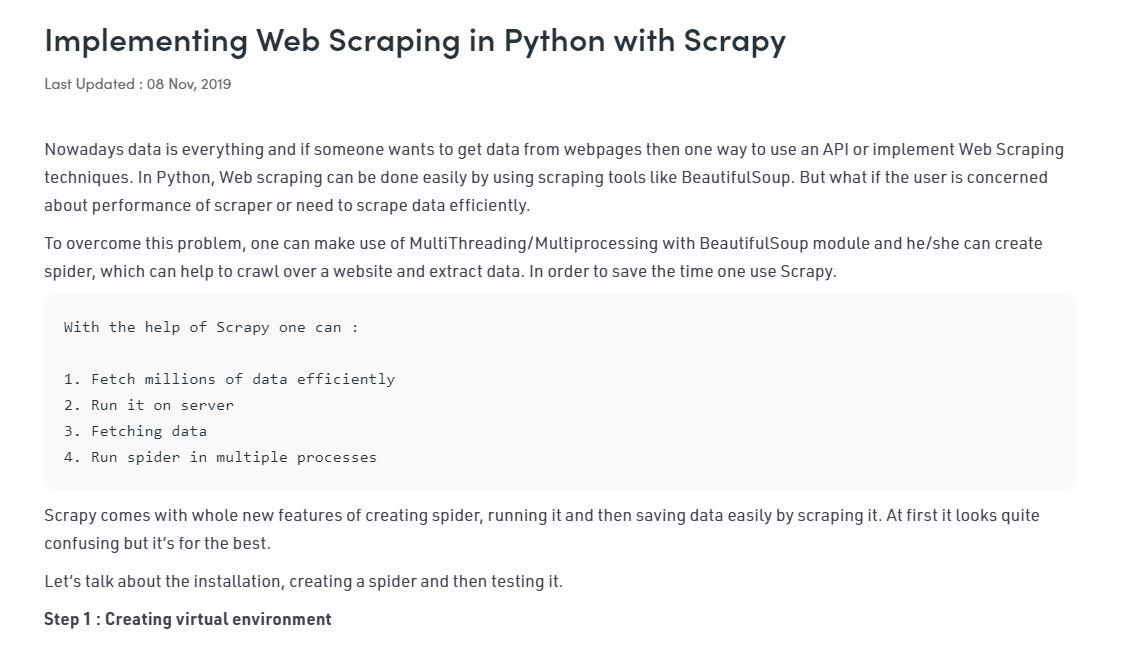 Implementing Web Scraping in Python with Scrapy
Last Updated : 08 Nov, 2019
Nowadays data is everything and if someone wants to get data from webpages then one way to use an API or implement Web Scraping
techniques. In Python, Web scraping can be done easily by using scraping tools like BeautifulSoup. But what if the user is concerned
about performance of scraper or need to scrape data efficiently.
To overcome this problem, one can make use of MultiThreading/Multiprocessing with BeautifulSoup module and he/she can create
spider, which can help to crawl over a website and extract data. In order to save the time one use Scrapy.
With the help of Scrapy one can :
1. Fetch millions of data efficiently
2. Run it on server
3. Fetching data
4. Run spider in multiple processes
Scrapy comes with whole new features of creating spider, running it and then saving data easily by scraping it. At first it looks quite
confusing but it’s for the best.
Let’s talk about the installation, creating a spider and then testing it.
Step 1 : Creating virtual environment